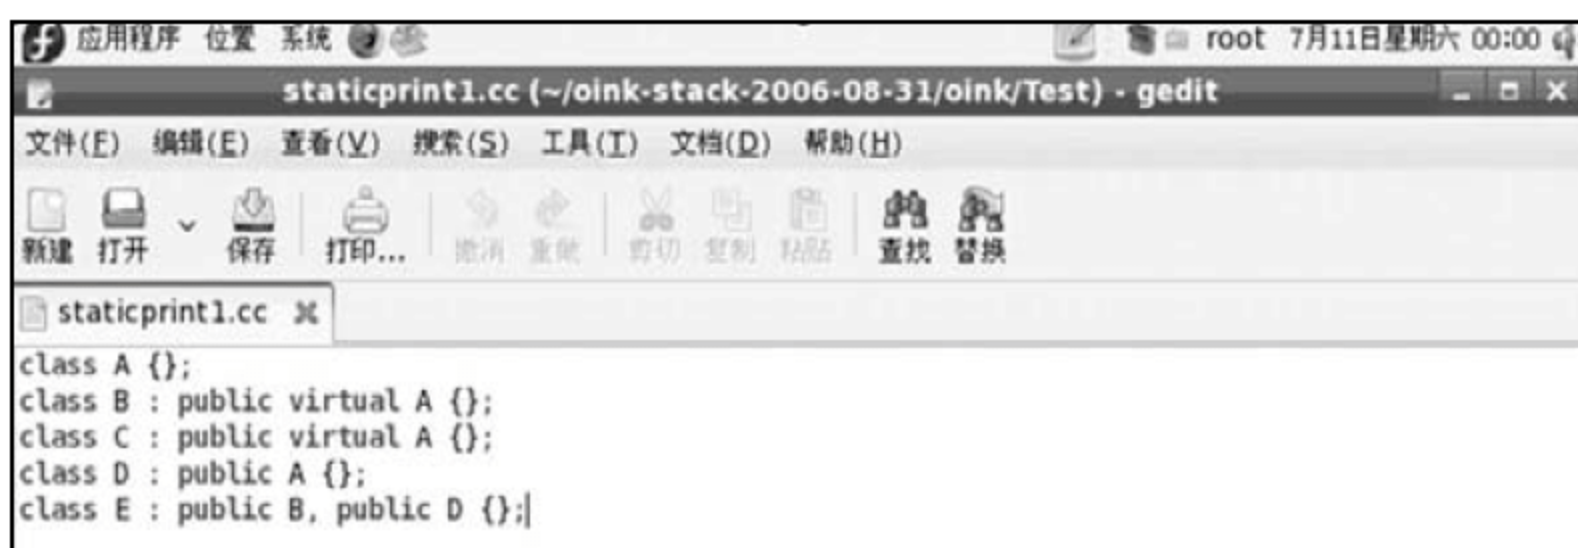 应用程序 位置 系统 root 7月11日星期六 00:00
staticprint1.cc (~/oink-stack-2006-08-31/oink/Test) - gedit
文件(F) 编辑(E) 查看(V) 搜索(S) 工具(T) 文档(D) 帮助(H)
新建 打开 保存 打印... 撤消 重做 剪切 复制 粘贴 查找 替换
staticprint1.cc
class A {};
class B : public virtual A {};
class C : public virtual A {};
class D : public A {};
class E : public B, public D {};